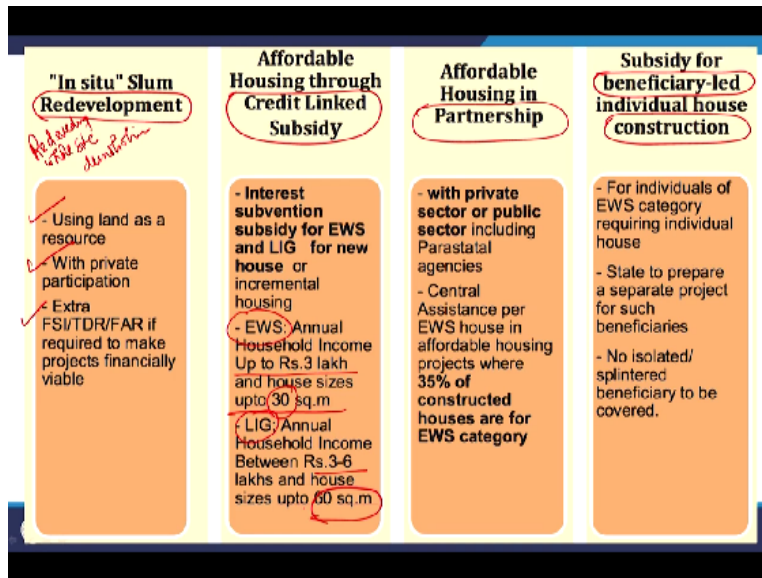 "In situ" Slum
Redevelopment
- Using land as a
resource
- With private
participation
- Extra
FSI/TDR/FAR if
required to make
projects financially
viable
Affordable
Housing through
Credit Linked
Subsidy
- Interest
subvention
subsidy for EWS
and LIG for new
house or
incremental
housing
- EWS: Annual
Household Income
Up to Rs.3 lakh
and house sizes
upto 30 sq.m
- LIG: Annual
Household Income
Between Rs.3-6
lakhs and house
sizes upto 60 sq.m
Affordable
Housing in
Partnership
- with private
sector or public
sector including
Parastatal
agencies
- Central
Assistance per
EWS house in
affordable housing
projects where
35% of
constructed
houses are for
EWS category
Subsidy for
beneficiary-led
individual house
construction
- For individuals of
EWS category
requiring individual
house
- State to prepare
a separate project
for such
beneficiaries
- No isolated/
splintered
beneficiary to be
covered.